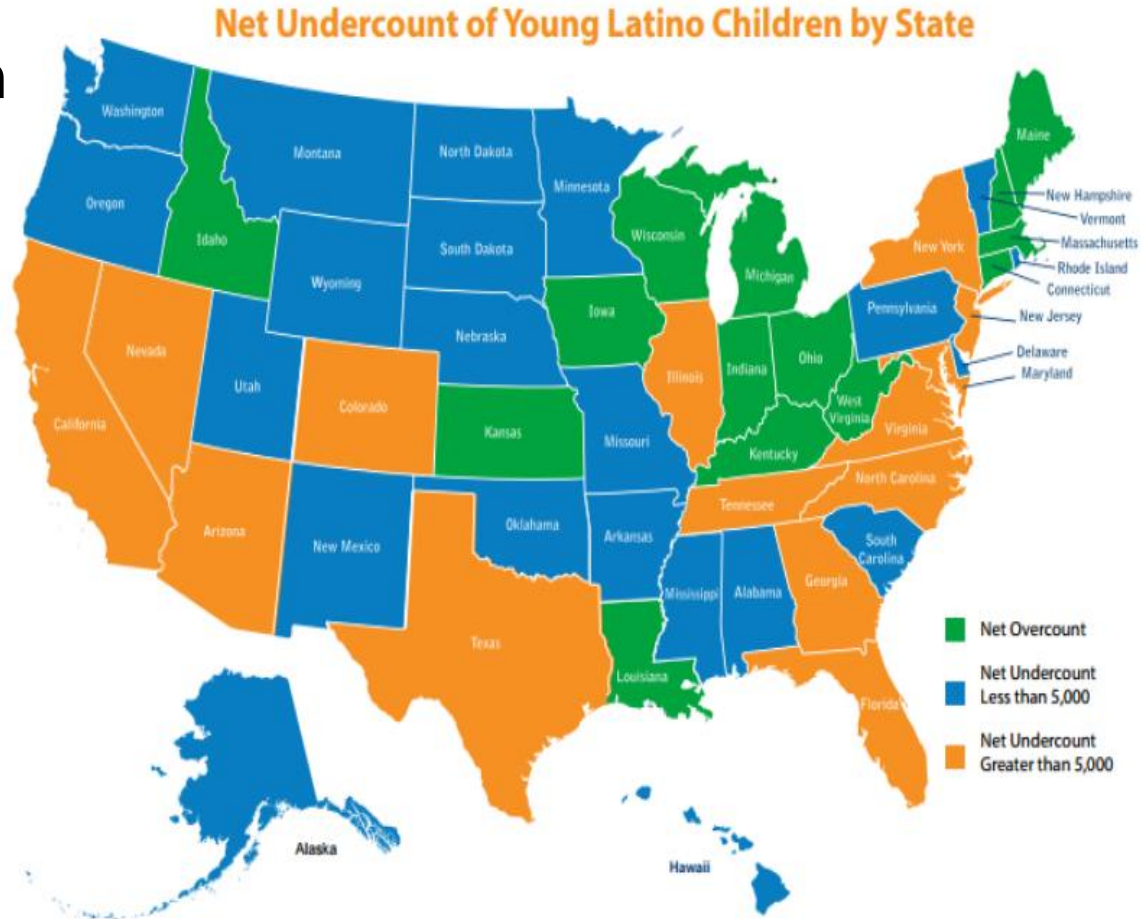 Net Undercount of Young Latino Children by State
n
Washington
Montana
North Dakota
Minnesota
Maine
Oregon
Idaho
South Dakota
Wisconsin
Michigan
New York
New Hampshire
Vermont
Massachusetts
Rhode Island
Connecticut
Wyoming
Iowa
Pennsylvania
New Jersey
Nebraska
Nevada
Utah
Illinois
Indiana
Ohio
Delaware
Maryland
California
Colorado
Kansas
Missouri
West
Virginia
Virginia
Kentucky
North Carolina
Tennessee
Arizona
New Mexico
Oklahoma
Arkansas
South
Carolina
Mississippi
Alabama
Georgia
Texas
Louisiana
Florida
Net Overcount
Net Undercount
Less than 5,000
Net Undercount
Greater than 5,000
Alaska
Hawaii